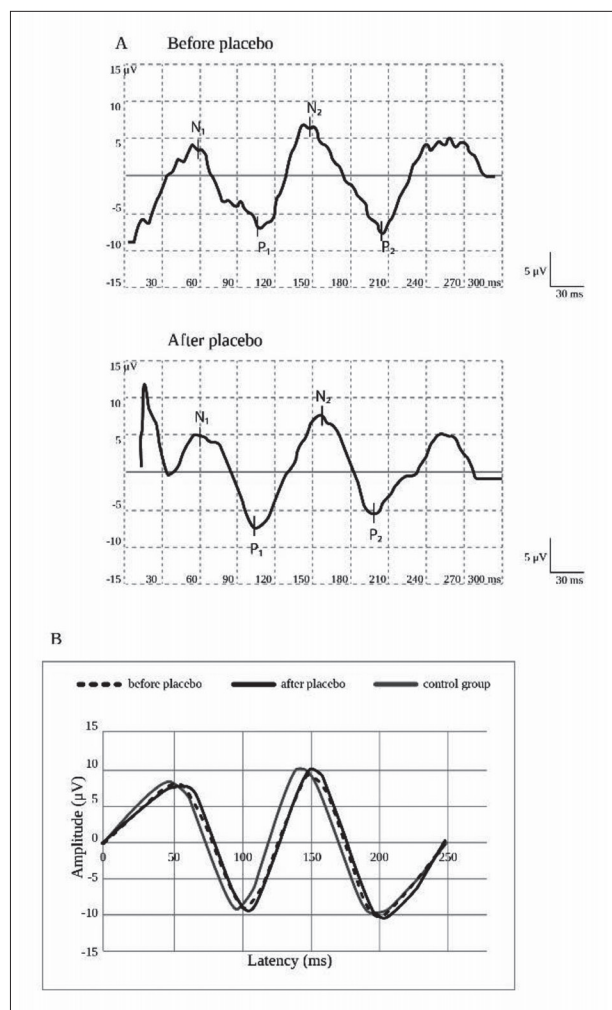 A Before placebo
15 μV
N1 N2
10
5
-5
-10
-15
P1 P2
30 60 90 120 150 180 210 240 270 300 ms
5 μV
30 ms
After placebo
15 μV
N1 N2
10
5
-5
-10
-15
P1 P2
30 60 90 120 150 180 210 240 270 300 ms
5 μV
30 ms
B
before placebo after placebo control group
Amplitude (μV)
15
10
5
0
-5
-10
-15
0 50 100 150 200 250
Latency (ms)